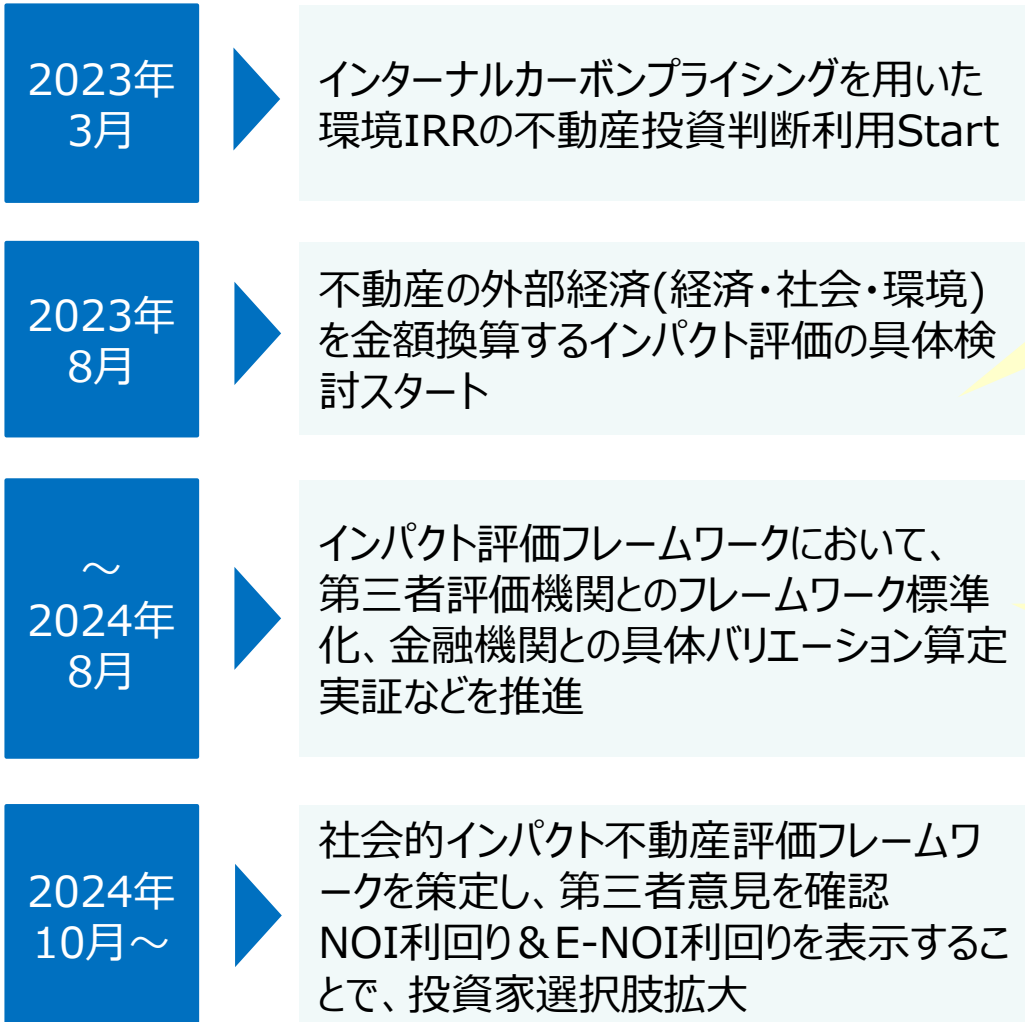 2023年
3月
インターナルカーボンプライシングを用いた
環境IRRの不動産投資判断利用Start
2023年
8月
不動産の外部経済(経済・社会・環境)
を金額換算するインパクト評価の具体検
討スタート
～
2024年
8月
インパクト評価フレームワークにおいて、
第三者評価機関とのフレームワーク標準
化、金融機関との具体バリエーション算定
実証などを推進
2024年
10月～
社会的インパクト不動産評価フレームワ
ークを策定し、第三者意見を確認
NOI利回り＆E-NOI利回りを表示するこ
とで、投資家選択肢拡大